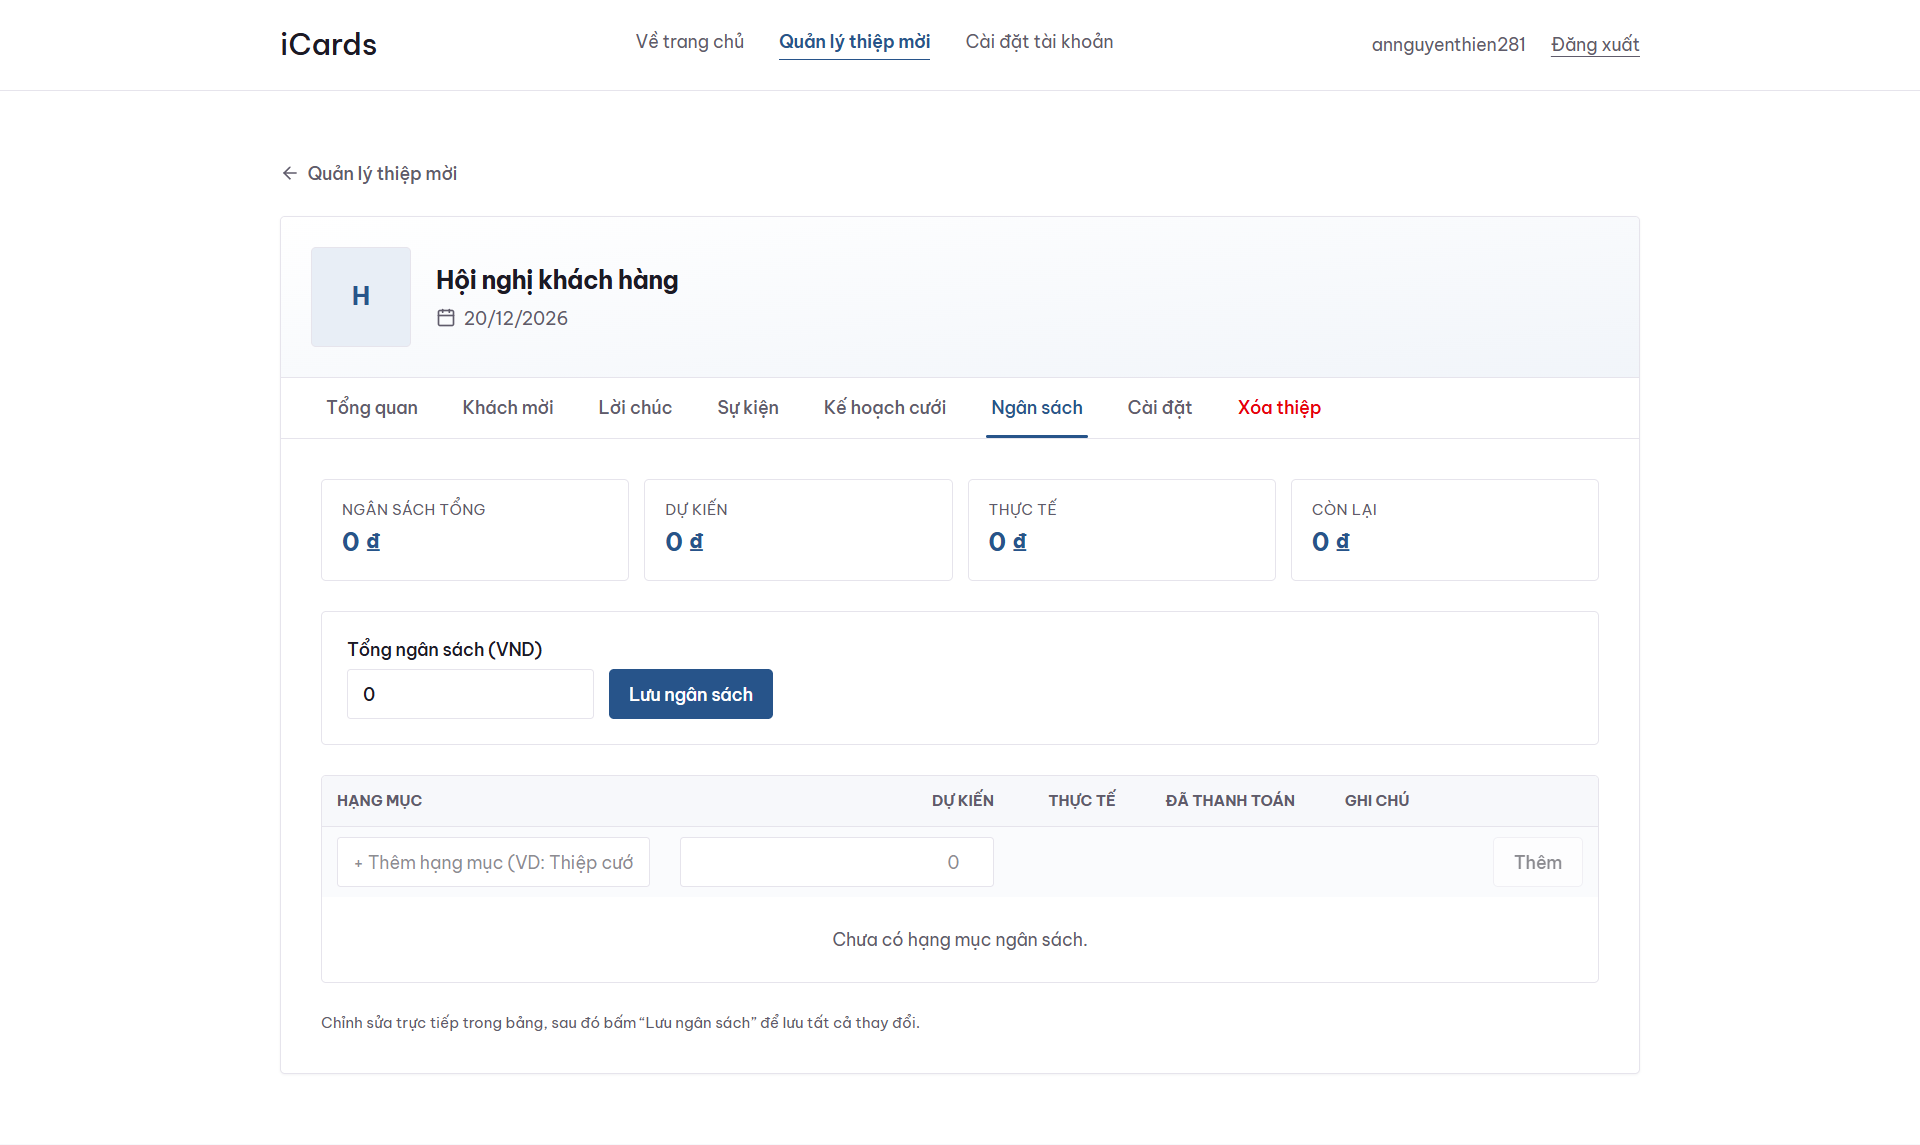 iCards
Về trang chủ
Quản lý thiệp mời
Cài đặt tài khoản
annguyenthien281
Đăng xuất
Quản lý thiệp mời
H
Hội nghị khách hàng
20/12/2026
Tổng quan
Khách mời
Lời chúc
Sự kiện
Kế hoạch cưới
Ngân sách
Cài đặt
Xóa thiệp
NGÂN SÁCH TỔNG
0 ₫
DỰ KIẾN
0 ₫
THỰC TẾ
0 ₫
CÒN LẠI
0 ₫
Tổng ngân sách (VND)
0
Lưu ngân sách
HẠNG MỤC
DỰ KIẾN
THỰC TẾ
ĐÃ THANH TOÁN
GHI CHÚ
+ Thêm hạng mục (VD: Thiệp cướ
0
Thêm
Chưa có hạng mục ngân sách.
Chỉnh sửa trực tiếp trong bảng, sau đó bấm “Lưu ngân sách” để lưu tất cả thay đổi.